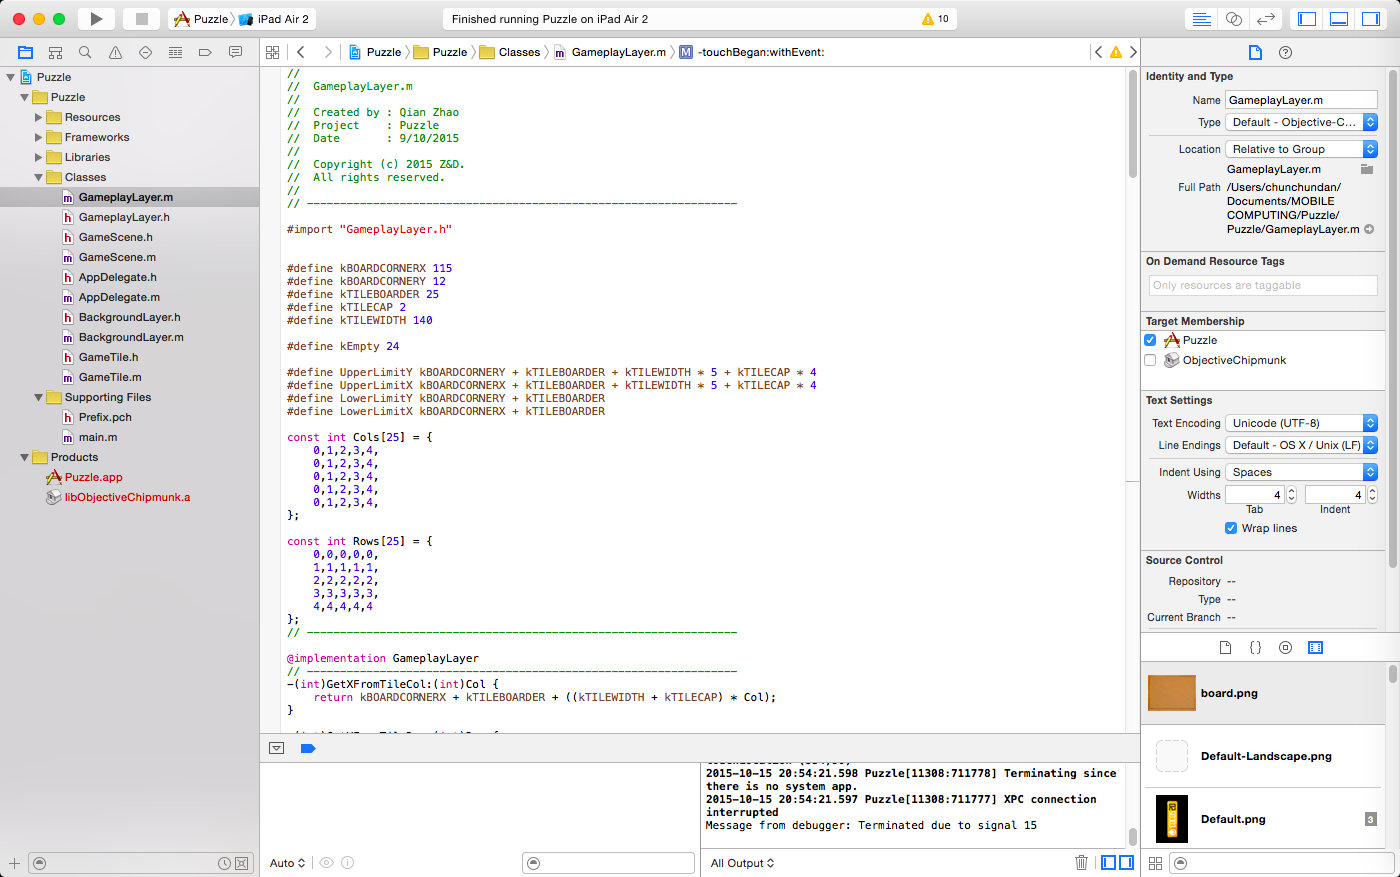 Puzzle
iPad Air 2
Finished running Puzzle on iPad Air 2
10
Puzzle
Puzzle
Classes
GameplayLayer.m
M
-touchBegan:withEvent:
Puzzle
Puzzle
Resources
Frameworks
Libraries
Classes
m GameplayLayer.m
h GameplayLayer.h
h GameScene.h
m GameScene.m
h AppDelegate.h
m AppDelegate.m
h BackgroundLayer.h
m BackgroundLayer.m
h GameTile.h
m GameTile.m
Supporting Files
h Prefix.pch
m main.m
Products
Puzzle.app
libObjectiveChipmunk.a
//
//  GameplayLayer.m
//
//  Created by : Qian Zhao
//  Project    : Puzzle
//  Date       : 9/10/2015
//
//  Copyright (c) 2015 Z&D.
//  All rights reserved.
//
// -----------------------------------------------------------------
#import "GameplayLayer.h"
#define kBOARDCORNERX 115
#define kBOARDCORNERY 12
#define kTILEBOARDER 25
#define kTILECAP 2
#define kTILEWIDTH 140
#define kEmpty 24
#define UpperLimitY kBOARDCORNERY + kTILEBOARDER + kTILEWIDTH * 5 + kTILECAP * 4
#define UpperLimitX kBOARDCORNERX + kTILEBOARDER + kTILEWIDTH * 5 + kTILECAP * 4
#define LowerLimitY kBOARDCORNERY + kTILEBOARDER
#define LowerLimitX kBOARDCORNERX + kTILEBOARDER
const int Cols[25] = {
    0,1,2,3,4,
    0,1,2,3,4,
    0,1,2,3,4,
    0,1,2,3,4,
    0,1,2,3,4,
};
const int Rows[25] = {
    0,0,0,0,0,
    1,1,1,1,1,
    2,2,2,2,2,
    3,3,3,3,3,
    4,4,4,4,4
};
// -----------------------------------------------------------------
@implementation GameplayLayer
// -----------------------------------------------------------------
-(int)GetXFromTileCol:(int)Col {
    return kBOARDCORNERX + kTILEBOARDER + ((kTILEWIDTH + kTILECAP) * Col);
}
2015-10-15 20:54:21.598 Puzzle[11308:711778] Terminating since
there is no system app.
2015-10-15 20:54:21.597 Puzzle[11308:711777] XPC connection
interrupted
Message from debugger: Terminated due to signal 15
Auto
All Output
Identity and Type
Name GameplayLayer.m
Type Default - Objective-C...
Location Relative to Group
GameplayLayer.m
Full Path /Users/chunchundan/
Documents/MOBILE
COMPUTING/Puzzle/
Puzzle/GameplayLayer.m
On Demand Resource Tags
Only resources are taggable
Target Membership
Puzzle
ObjectiveChipmunk
Text Settings
Text Encoding Unicode (UTF-8)
Line Endings Default - OS X / Unix (LF)
Indent Using Spaces
Widths 4 4
Tab Indent
Wrap lines
Source Control
Repository --
Type --
Current Branch --
{}
board.png
Default-Landscape.png
Default.png
3